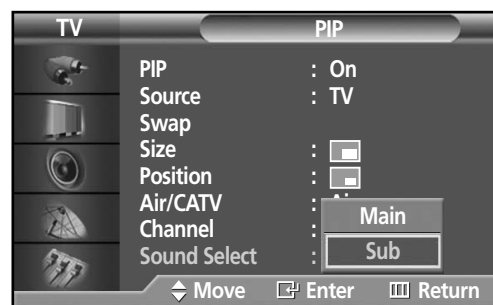 TV PIP
PIP : On
Source : TV
Swap
Size :
Position :
Air/CATV :
Channel :
Sound Select :
Main
Sub
Move Enter Return